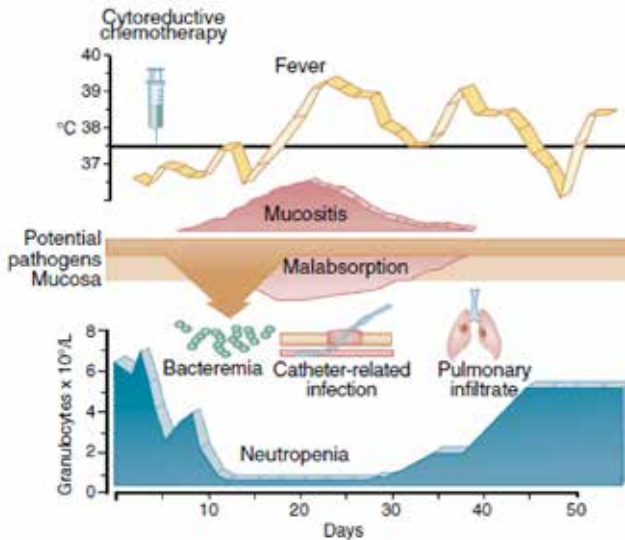 Cytoreductive
chemotherapy
40
39
°C
38
37
Fever
Mucositis
Potential
pathogens
Mucosa
Malabsorption
Granulocytes x 10⁹/L
8
6
4
2
0
Bacteremia
Catheter-related
infection
Pulmonary
infiltrate
Neutropenia
10
20
30
40
50
Days